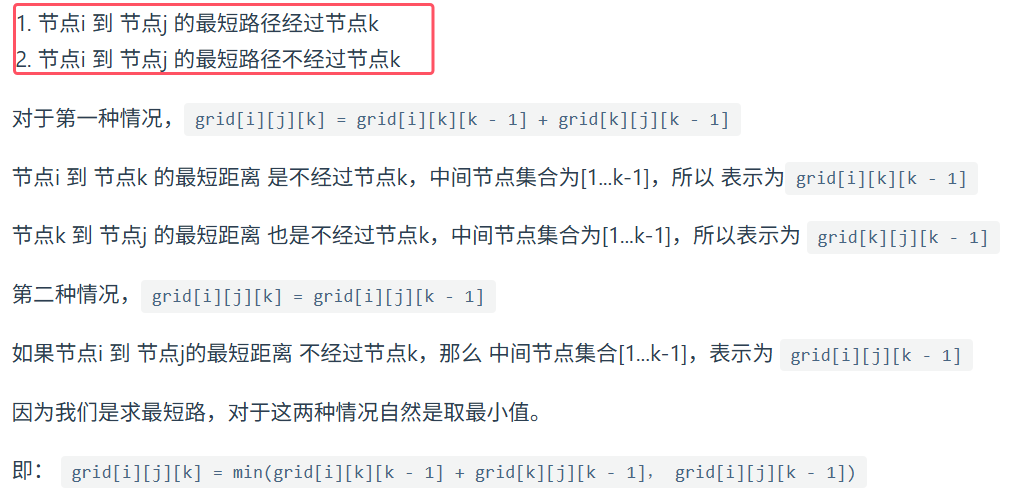 1. 节点i 到 节点j 的最短路径经过节点k
2. 节点i 到 节点j 的最短路径不经过节点k
对于第一种情况，grid[i][j][k] = grid[i][k][k - 1] + grid[k][j][k - 1]
节点i 到 节点k 的最短距离 是不经过节点k，中间节点集合为[1...k-1]，所以 表示为grid[i][k][k - 1]
节点k 到 节点j 的最短距离 也是不经过节点k，中间节点集合为[1...k-1]，所以表示为 grid[k][j][k - 1]
第二种情况，grid[i][j][k] = grid[i][j][k - 1]
如果节点i 到 节点j的最短距离 不经过节点k，那么 中间节点集合[1...k-1]，表示为 grid[i][j][k - 1]
因为我们是求最短路，对于这两种情况自然是取最小值。
即： grid[i][j][k] = min(grid[i][k][k - 1] + grid[k][j][k - 1]， grid[i][j][k - 1])